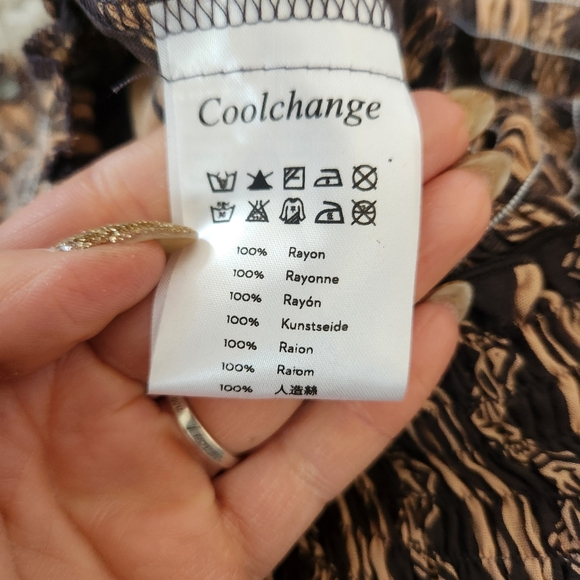 Coolchange
100% Rayon
100% Rayonne
100% Rayón
100% Kunstseide
100% Raion
100% Raiom
100% 人造絲